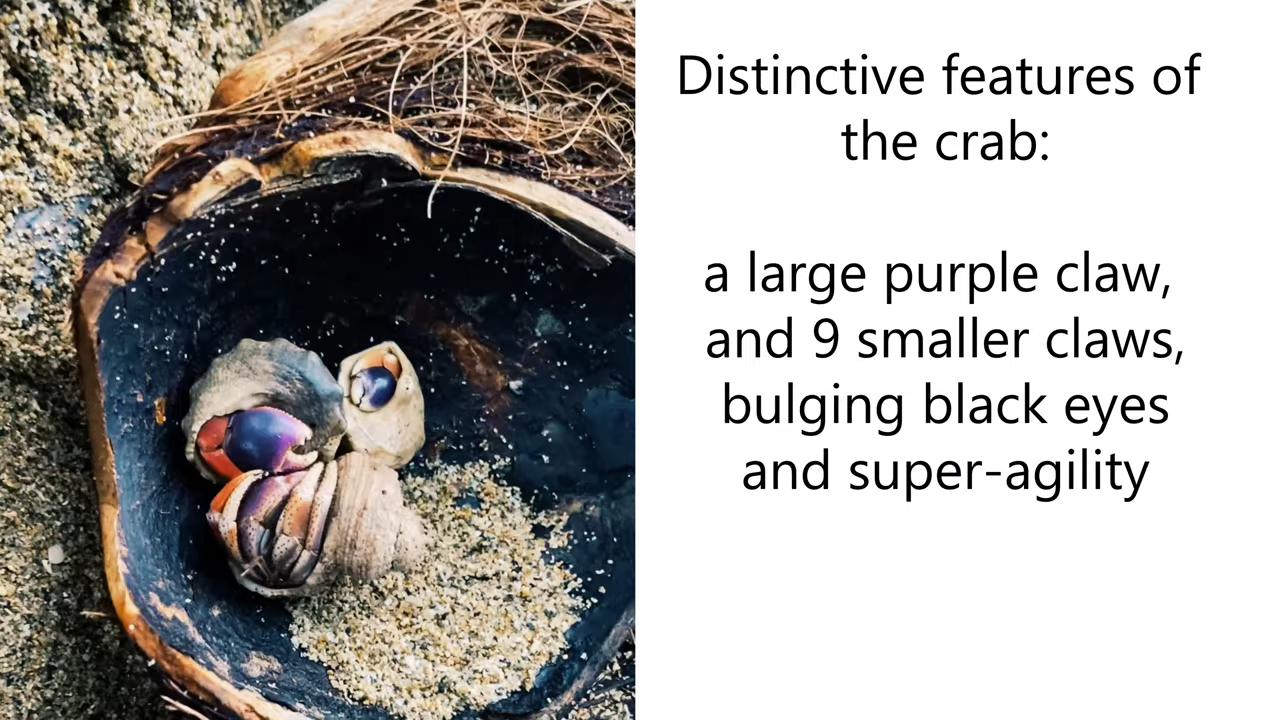 Distinctive features of
the crab:
a large purple claw,
and 9 smaller claws,
bulging black eyes
and super-agility